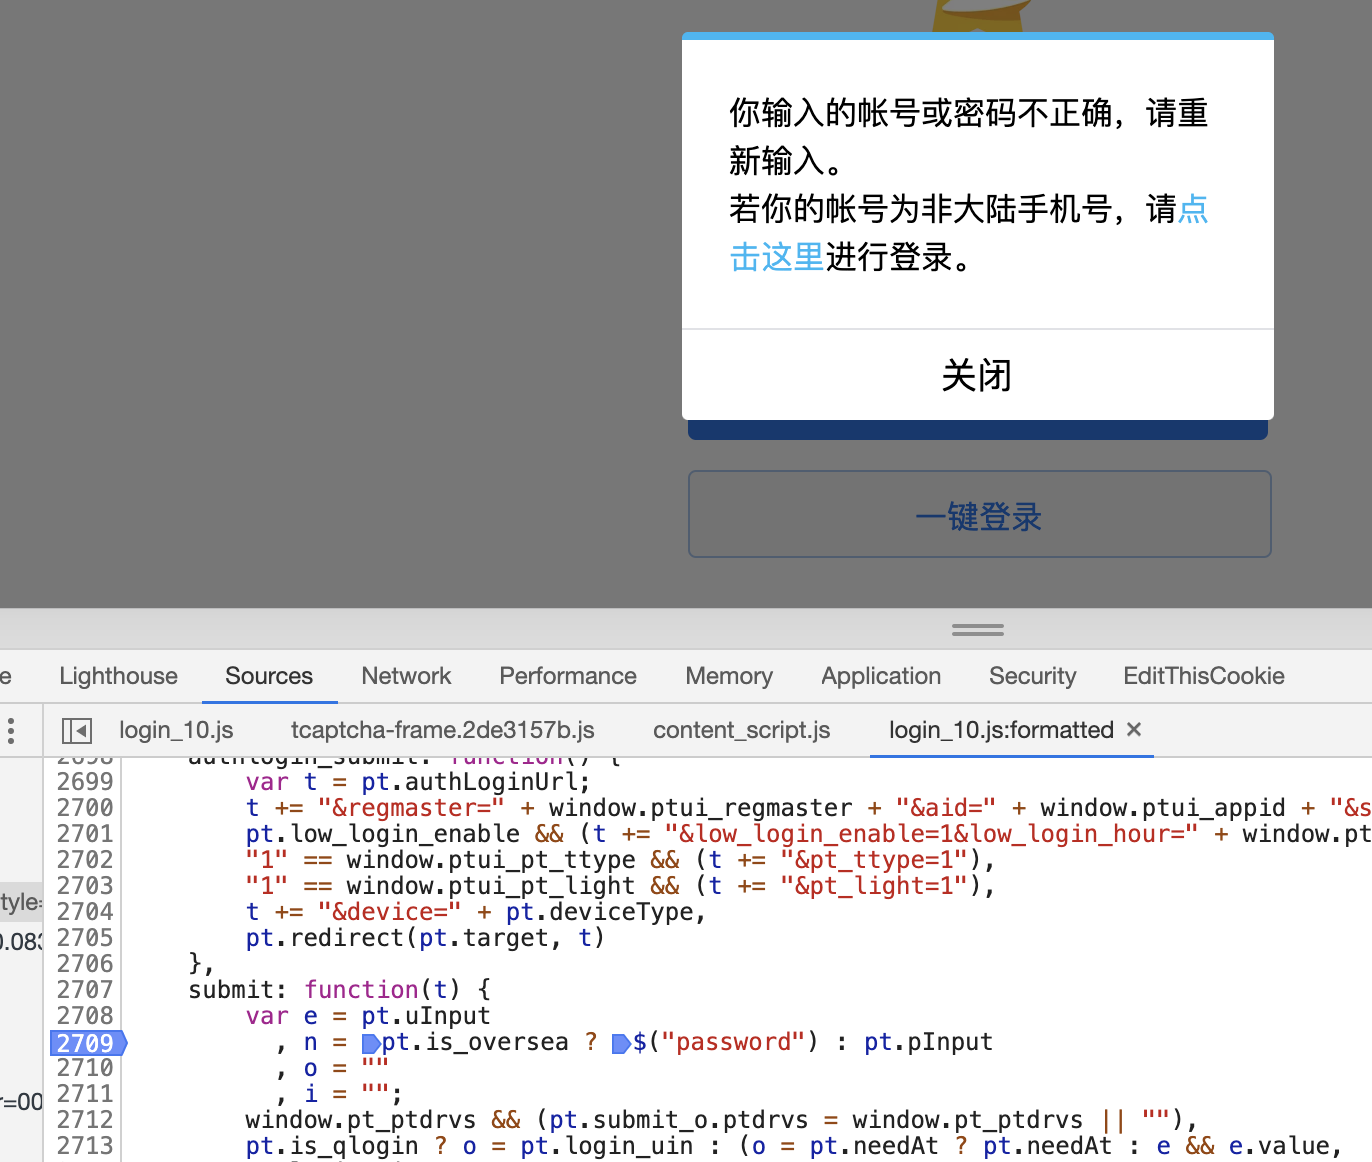 你输入的帐号或密码不正确，请重
新输入。
若你的帐号为非大陆手机号，请点
击这里进行登录。
关闭
一键登录
e Lighthouse Sources Network Performance Memory Application Security EditThisCookie
login_10.js tcaptcha-frame.2de3157b.js content_script.js login_10.js:formatted ×
2698 authlogin_submit: function() {
2699 var t = pt.authLoginUrl;
2700 t += "&regmaster=" + window.ptui_regmaster + "&aid=" + window.ptui_appid + "&s
2701 pt.low_login_enable && (t += "&low_login_enable=1&low_login_hour=" + window.pt
2702 "1" == window.ptui_pt_ttype && (t += "&pt_ttype=1"),
2703 "1" == window.ptui_pt_light && (t += "&pt_light=1"),
tyle=
2704 t += "&device=" + pt.deviceType,
0.083
2705 pt.redirect(pt.target, t)
2706 },
2707 submit: function(t) {
2708 var e = pt.uInput
2709 , n = pt.is_oversea ? $("password") : pt.pInput
2710 , o = ""
r=00
2711 , i = "";
2712 window.pt_ptdrvs && (pt.submit_o.ptdrvs = window.pt_ptdrvs || ""),
2713 pt.is_qlogin ? o = pt.login_uin : (o = pt.needAt ? pt.needAt : e && e.value,